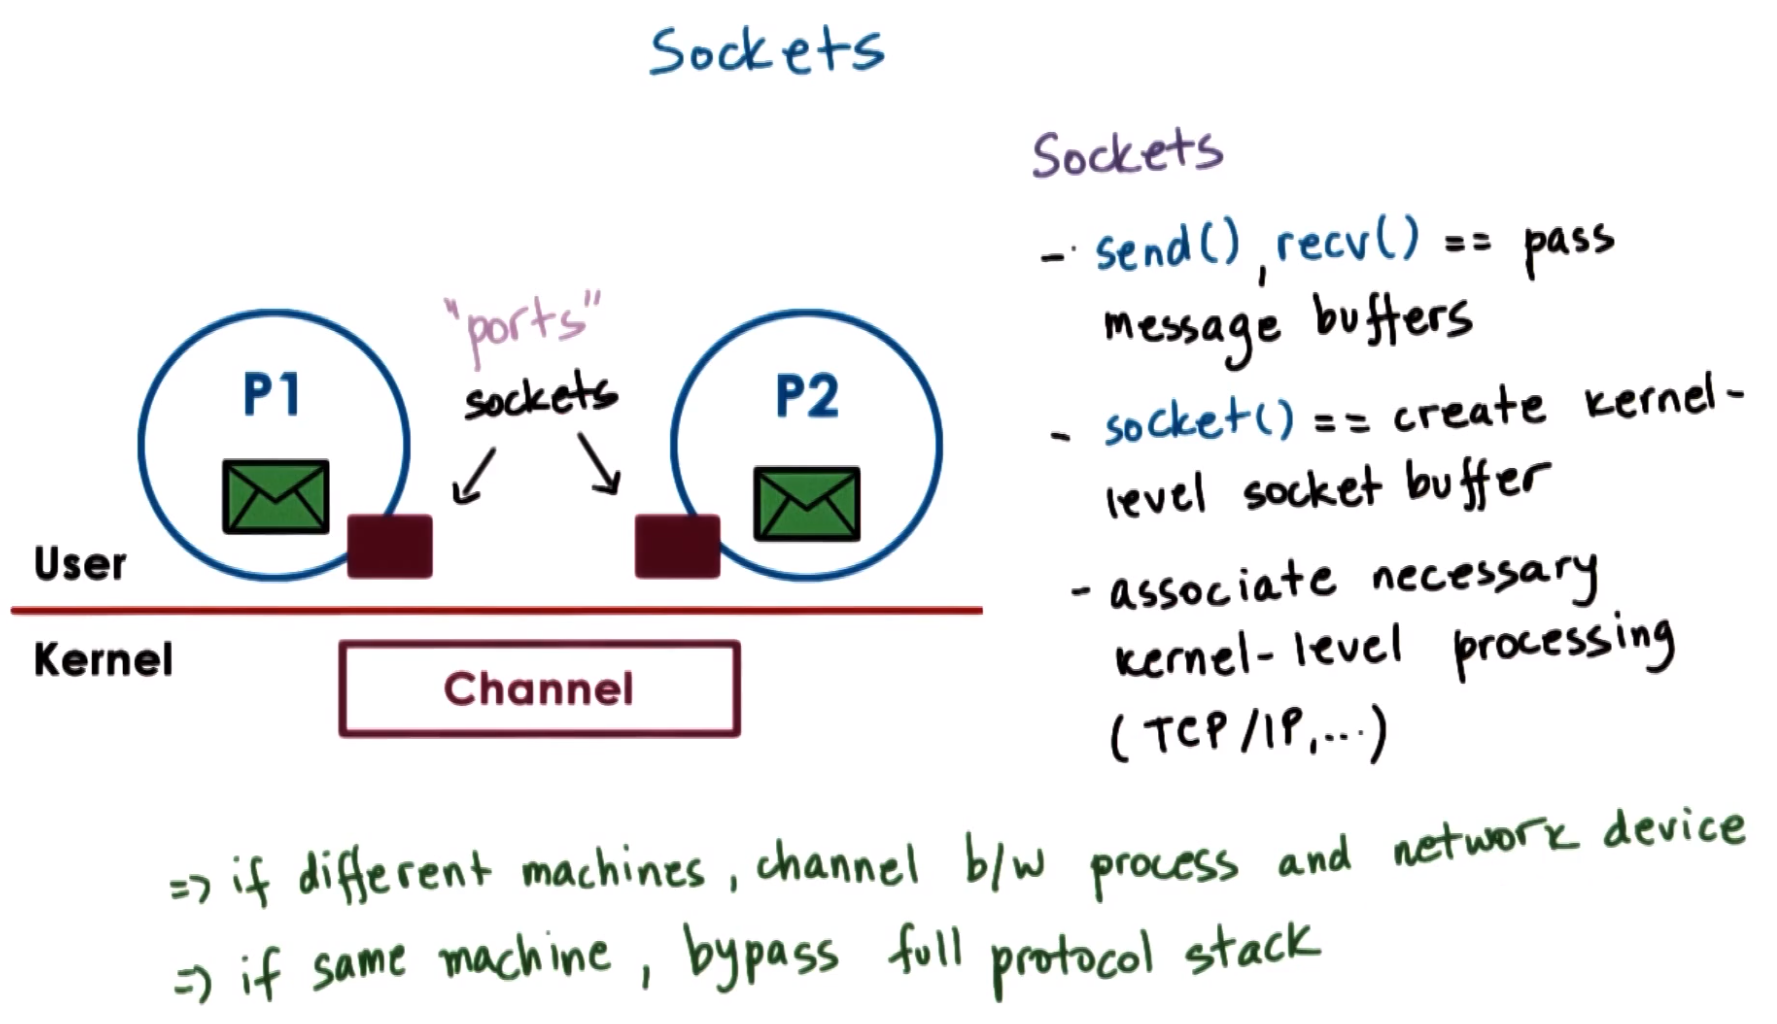 Sockets
Sockets
- send(), recv() == pass
message buffers
- socket() == create kernel-
level socket buffer
- associate necessary
kernel-level processing
(TCP/IP,...)
"ports"
sockets
P1
P2
User
Kernel
Channel
=> if different machines, channel b/w process and network device
=> if same machine, bypass full protocol stack